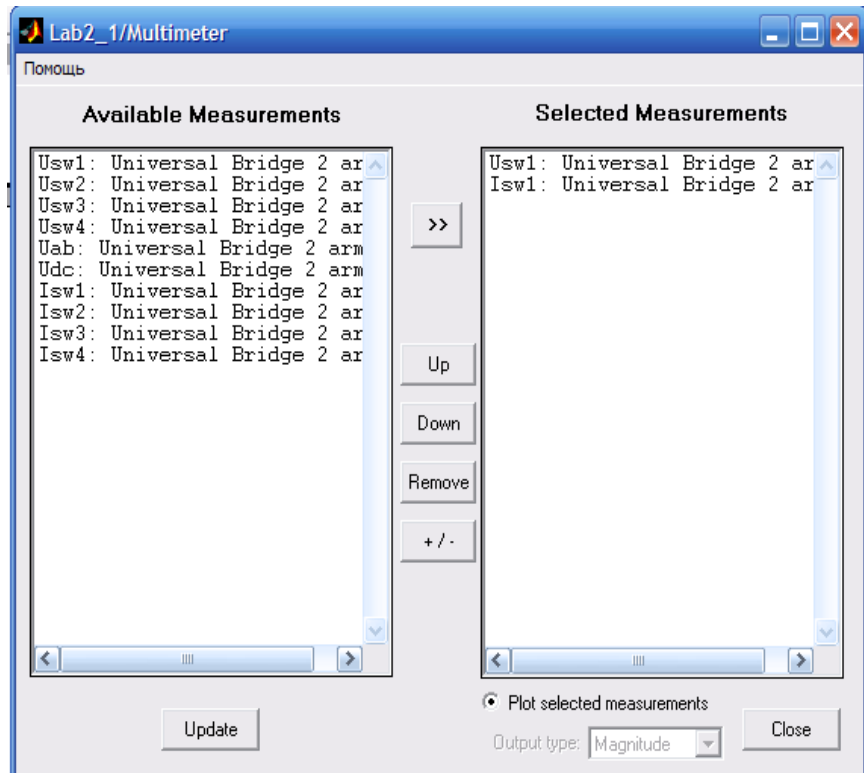 Lab2_1/Multimeter
Помощь
Available Measurements
Usw1: Universal Bridge 2 ar
Usw2: Universal Bridge 2 ar
Usw3: Universal Bridge 2 ar
Usw4: Universal Bridge 2 ar
Uab: Universal Bridge 2 arm
Udc: Universal Bridge 2 arm
Isw1: Universal Bridge 2 ar
Isw2: Universal Bridge 2 ar
Isw3: Universal Bridge 2 ar
Isw4: Universal Bridge 2 ar
Update
>>
Up
Down
Remove
+ / -
Selected Measurements
Usw1: Universal Bridge 2 ar
Isw1: Universal Bridge 2 ar
Plot selected measurements
Output type: Magnitude
Close